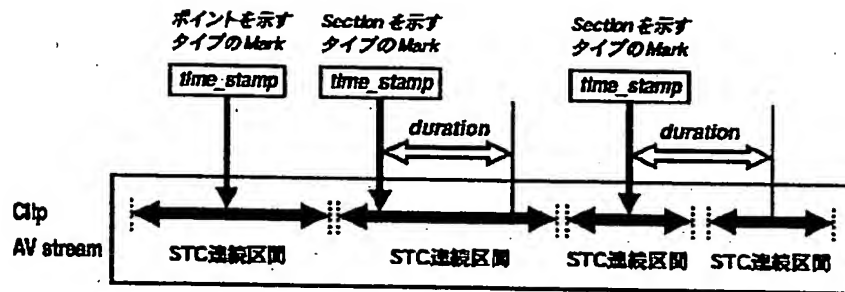 ポイントを示す
タイプのMark
time_stamp
Sectionを示す
タイプのMark
time_stamp
Sectionを示す
タイプのMark
time_stamp
duration
duration
Clip
AV stream
STC連続区間
STC連続区間
STC連続区間
STC連続区間